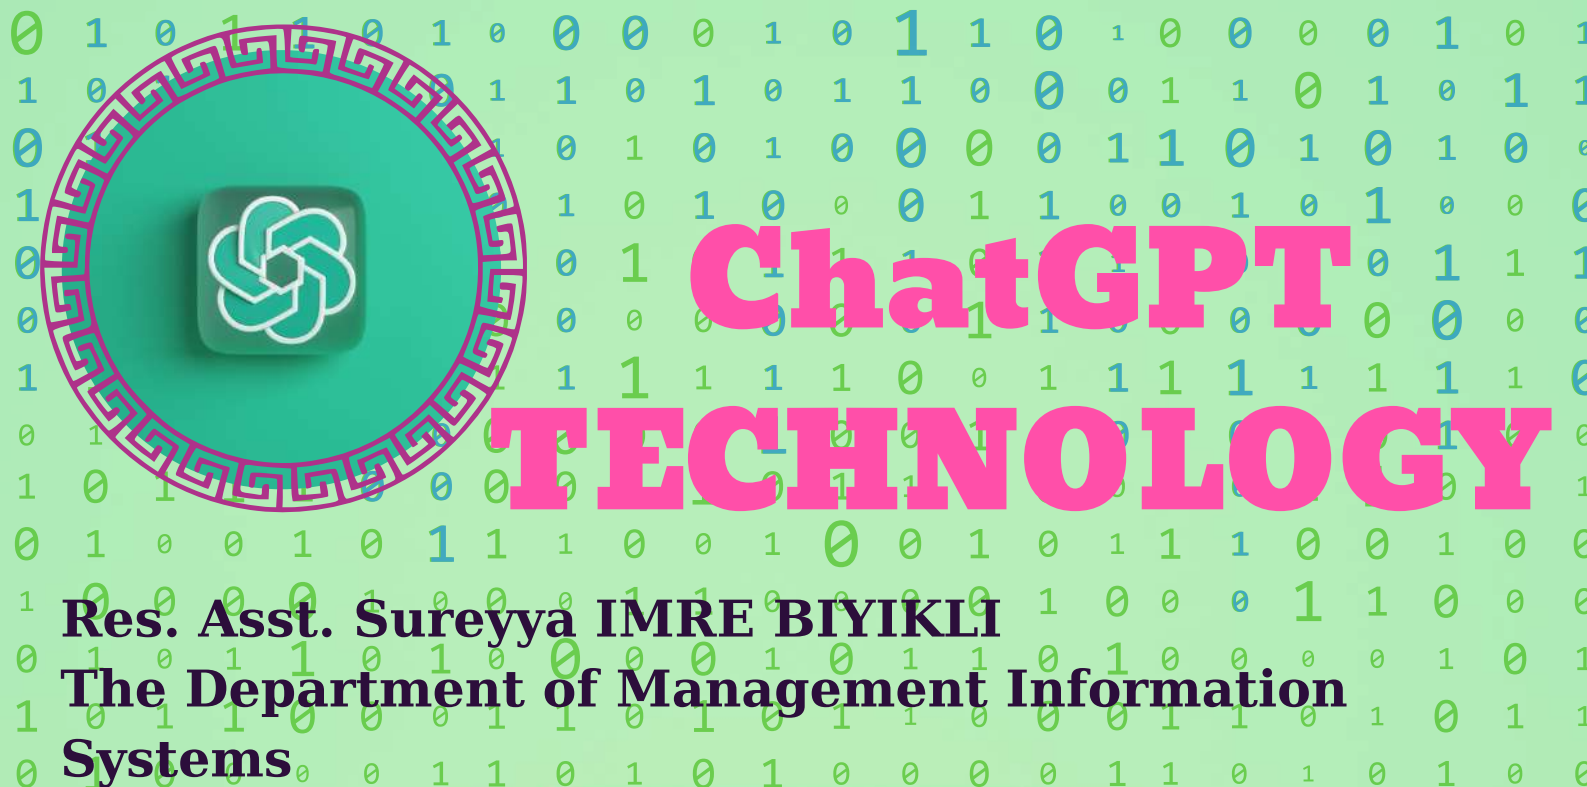 ChatGPT
TECHNOLOGY
Res. Asst. Sureyya IMRE BIYIKLI
The Department of Management Information
Systems